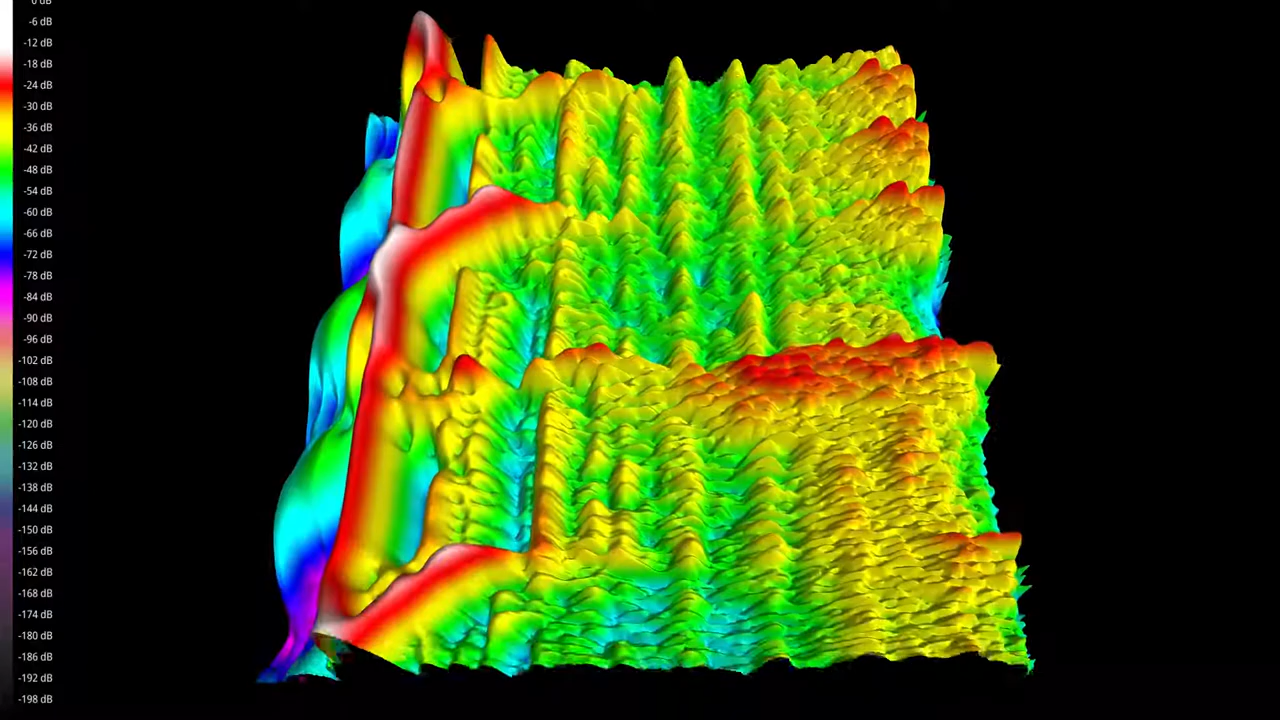 0 dB
-6 dB
-12 dB
-18 dB
-24 dB
-30 dB
-36 dB
-42 dB
-48 dB
-54 dB
-60 dB
-66 dB
-72 dB
-78 dB
-84 dB
-90 dB
-96 dB
-102 dB
-108 dB
-114 dB
-120 dB
-126 dB
-132 dB
-138 dB
-144 dB
-150 dB
-156 dB
-162 dB
-168 dB
-174 dB
-180 dB
-186 dB
-192 dB
-198 dB